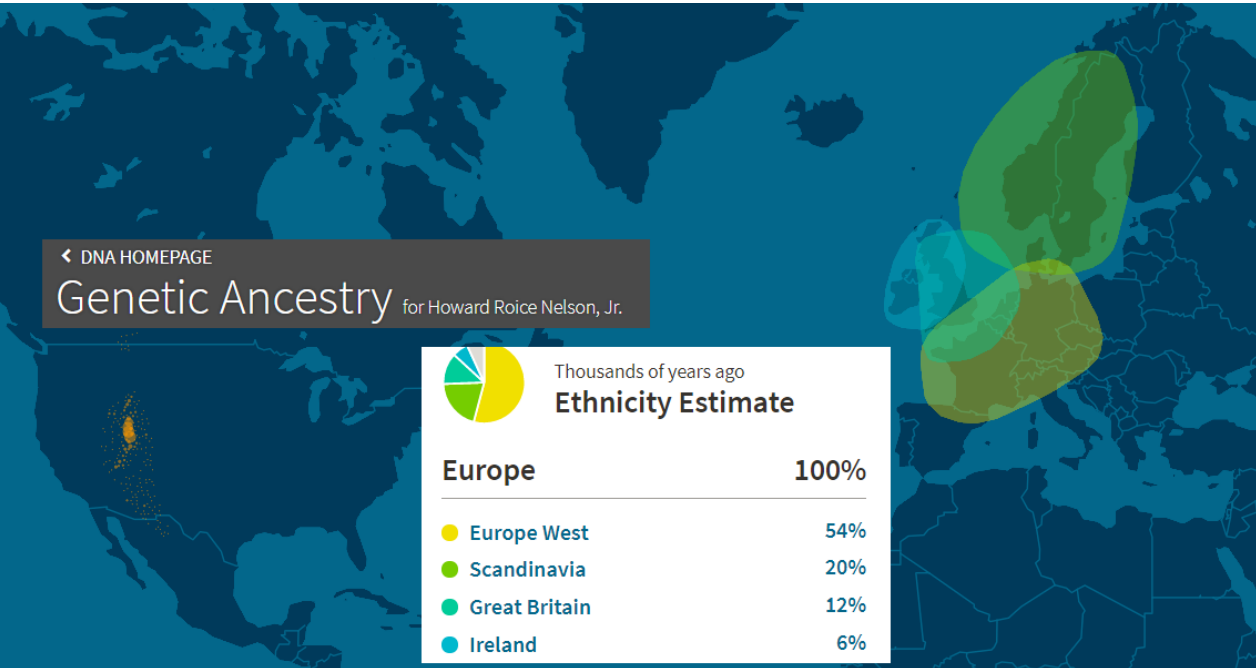 DNA HOMEPAGE
Genetic Ancestry for Howard Roice Nelson, Jr.
Thousands of years ago
Ethnicity Estimate
Europe 100%
Europe West 54%
Scandinavia 20%
Great Britain 12%
Ireland 6%